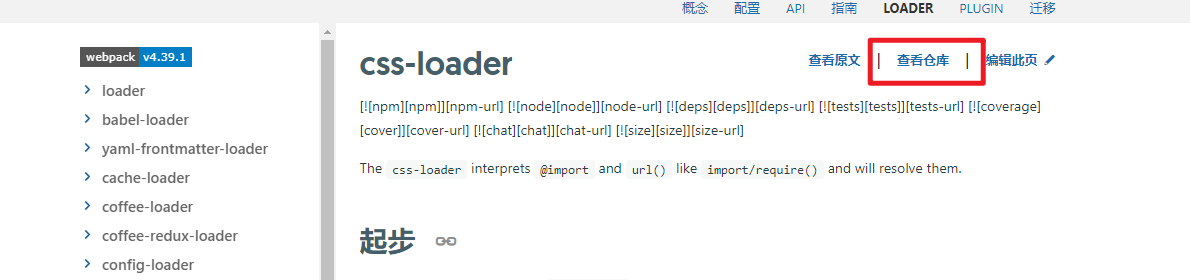 概念 配置 API 指南 LOADER PLUGIN 迁移
webpack v4.39.1
loader
babel-loader
yaml-frontmatter-loader
cache-loader
coffee-loader
coffee-redux-loader
config-loader
css-loader
查看原文 | 查看仓库 | 编辑此页
[![npm][npm]][npm-url] [![node][node]][node-url] [![deps][deps]][deps-url] [![tests][tests]][tests-url] [![coverage]
[cover]][cover-url] [![chat][chat]][chat-url] [![size][size]][size-url]
The css-loader interprets @import and url() like import/require() and will resolve them.
起步